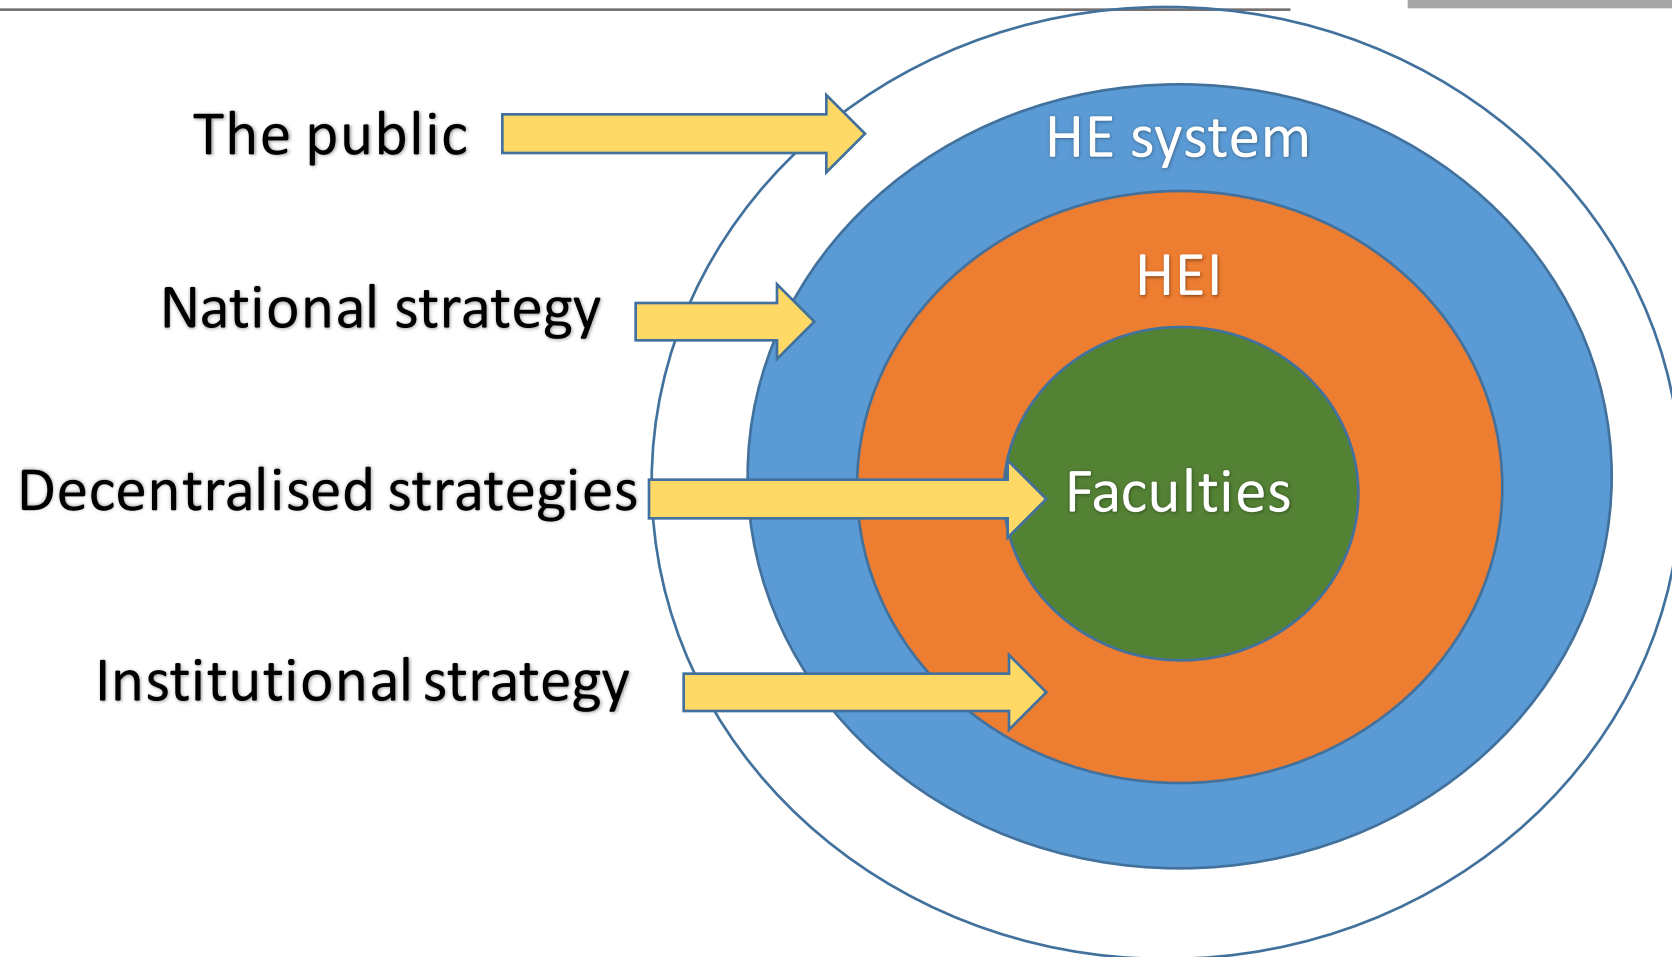 The public
HE system
HEI
National strategy
Decentralised strategies
Faculties
Institutional strategy